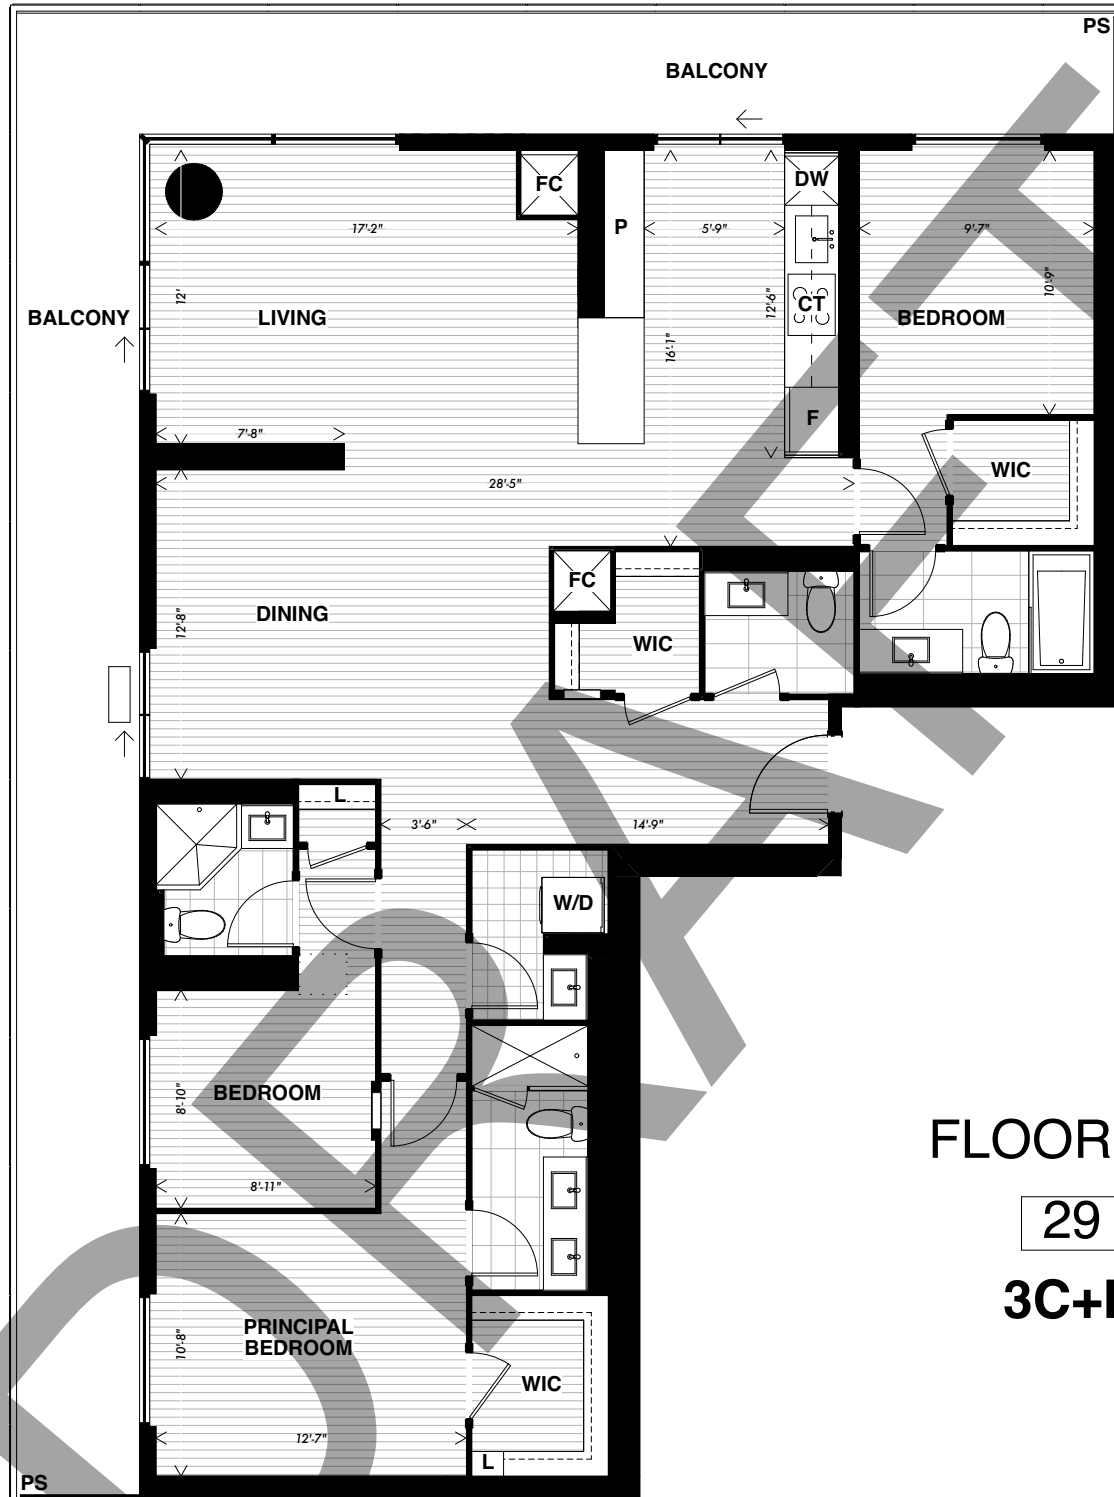 PS
BALCONY
FC
DW
P
17'-2"
5'-9"
9'-7"
12'
12'-6"
10'-9"
CT
BALCONY
LIVING
BEDROOM
16'-1"
F
7'-8"
WIC
28'-5"
FC
DINING
12'-8"
WIC
L
3'-6"
14'-9"
W/D
BEDROOM
8'-10"
FLOOR
8'-11"
29
3C+
PRINCIPAL
BEDROOM
10'-8"
WIC
12'-7"
L
PS
DRAFT